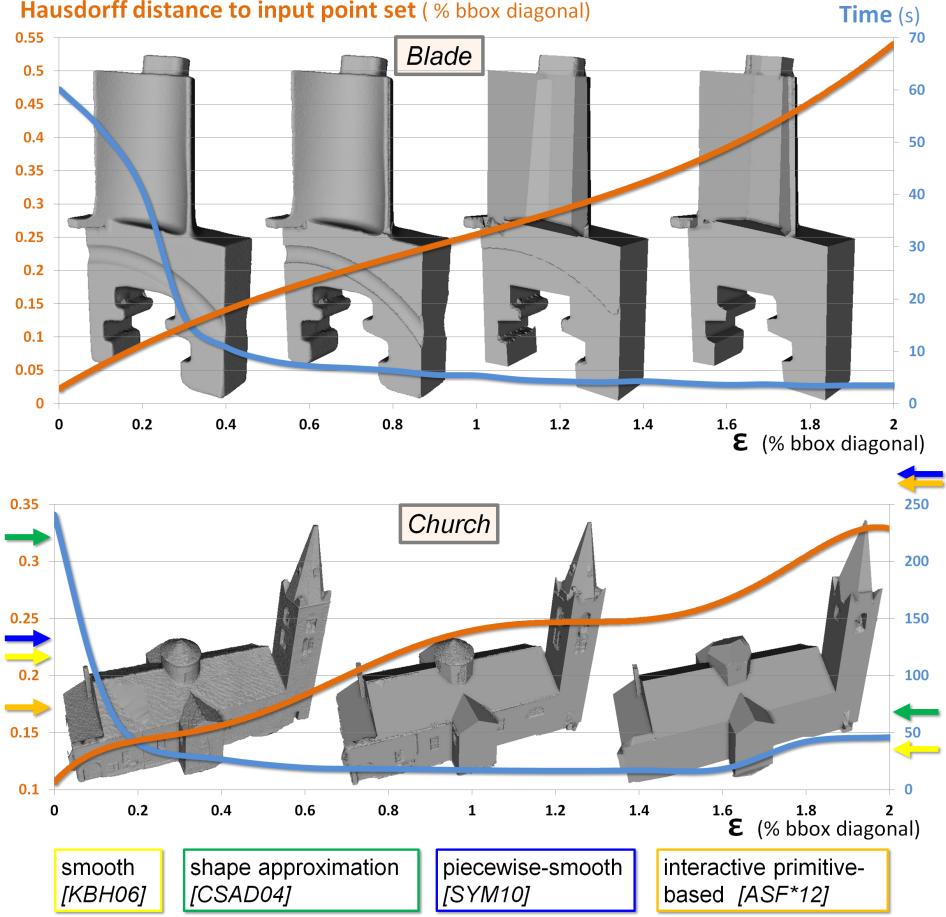 Hausdorff distance to input point set ( % bbox diagonal)
Time (s)
Blade
0.55
0.5
0.45
0.4
0.35
0.3
0.25
0.2
0.15
0.1
0.05
0
70
60
50
40
30
20
10
0
0 0.2 0.4 0.6 0.8 1 1.2 1.4 1.6 1.8 2
ε (% bbox diagonal)
Church
0.35
0.3
0.25
0.2
0.15
0.1
250
200
150
100
50
0
0 0.2 0.4 0.6 0.8 1 1.2 1.4 1.6 1.8 2
ε (% bbox diagonal)
smooth
[KBH06]
shape approximation
[CSAD04]
piecewise-smooth
[SYM10]
interactive primitive-
based [ASF*12]